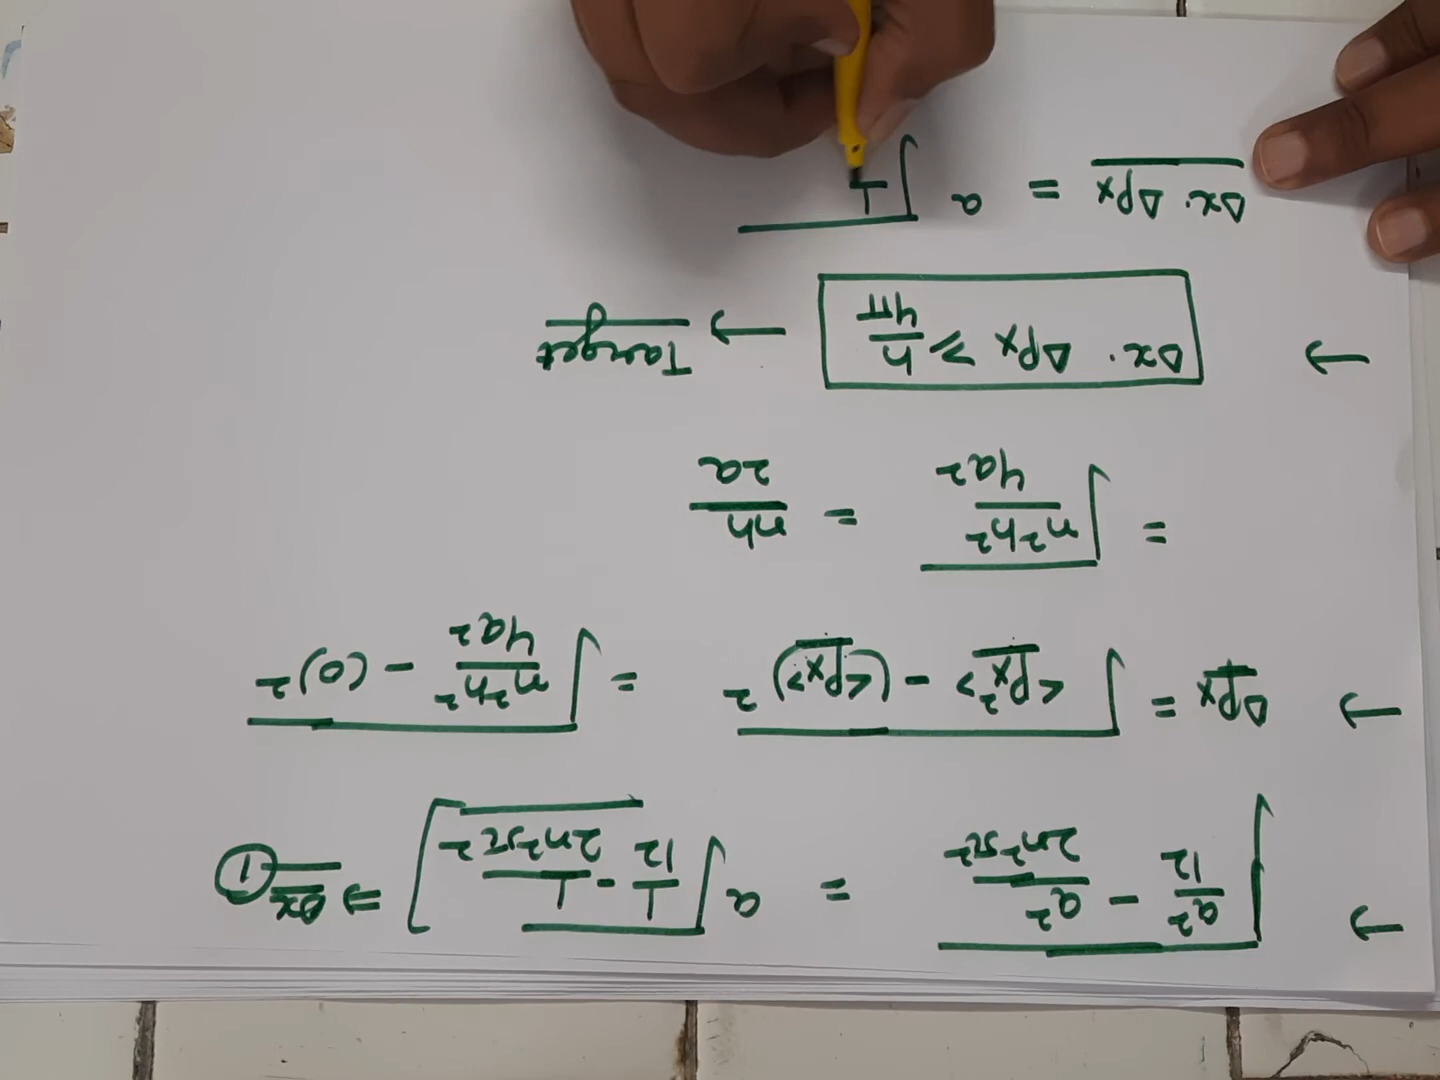 → √(a²/12 - a²/2n²π²) = a√(1/12 - 1/2n²π²) ] ⇒ Δx ①
→ Δpx = √(<px²> - (<px>)²) = √(n²h²/4a² - (0)²)
= √(n²h²/4a²) = nh/2a
→ Δx. Δpx ≥ h/4π → Target
Δx. Δpx = a√1